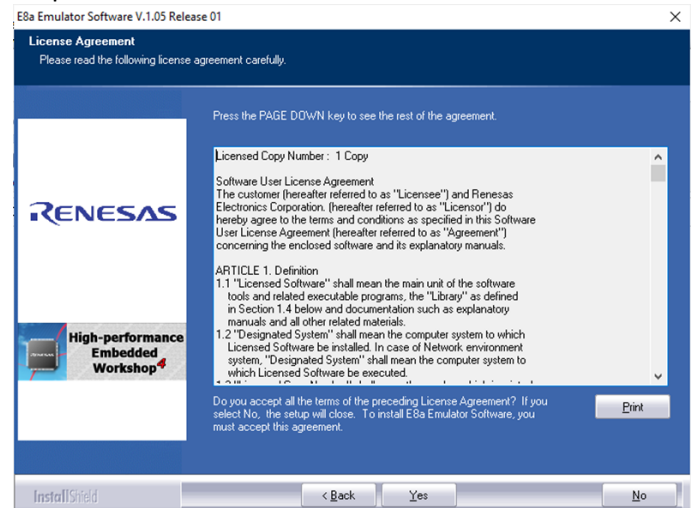 E8a Emulator Software V.1.05 Release 01
License Agreement
Please read the following license agreement carefully.
Press the PAGE DOWN key to see the rest of the agreement.
Licensed Copy Number : 1 Copy
Software User License Agreement
The customer (hereafter referred to as "Licensee") and Renesas
Electronics Corporation. (hereafter referred to as "Licensor") do
hereby agree to the terms and conditions as specified in this Software
User License Agreement (hereafter referred to as "Agreement")
concerning the enclosed software and its explanatory manuals.
ARTICLE 1. Definition
1.1 "Licensed Software" shall mean the main unit of the software
tools and related executable programs, the "Library" as defined
in Section 1.4 below and documentation such as explanatory
manuals and all other related materials.
1.2 "Designated System" shall mean the computer system to which
Licensed Software be installed. In case of Network environment
system, "Designated System" shall mean the computer system to
which Licensed Software be executed.
RENESAS
High-performance
Embedded
Workshop 4
Do you accept all the terms of the preceding License Agreement? If you
select No, the setup will close. To install E8a Emulator Software, you
must accept this agreement.
Print
InstallShield
< Back
Yes
No